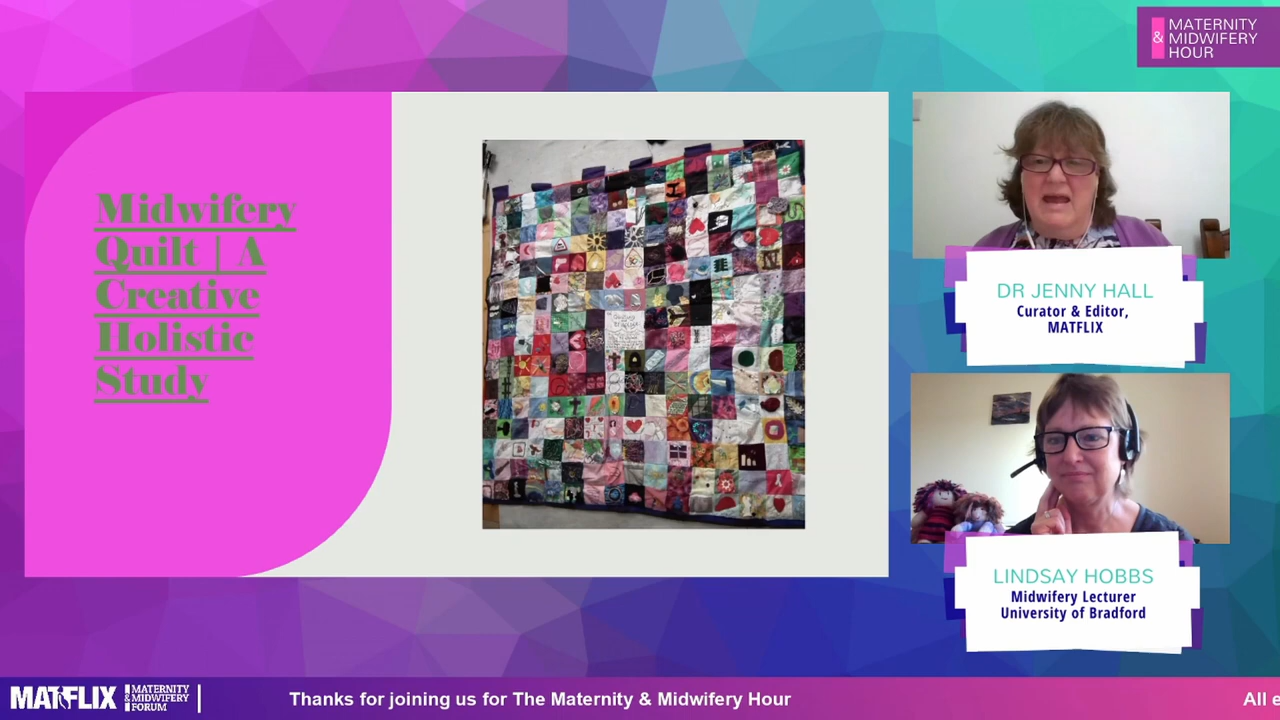 &
MATERNITY
MIDWIFERY
HOUR
Midwifery
Quilt | A
Creative
Holistic
Study
DR JENNY HALL
Curator & Editor,
MATFLIX
LINDSAY HOBBS
Midwifery Lecturer
University of Bradford
MATFLIX
MATERNITY
& MIDWIFERY
FORUM
Thanks for joining us for The Maternity & Midwifery Hour
All e